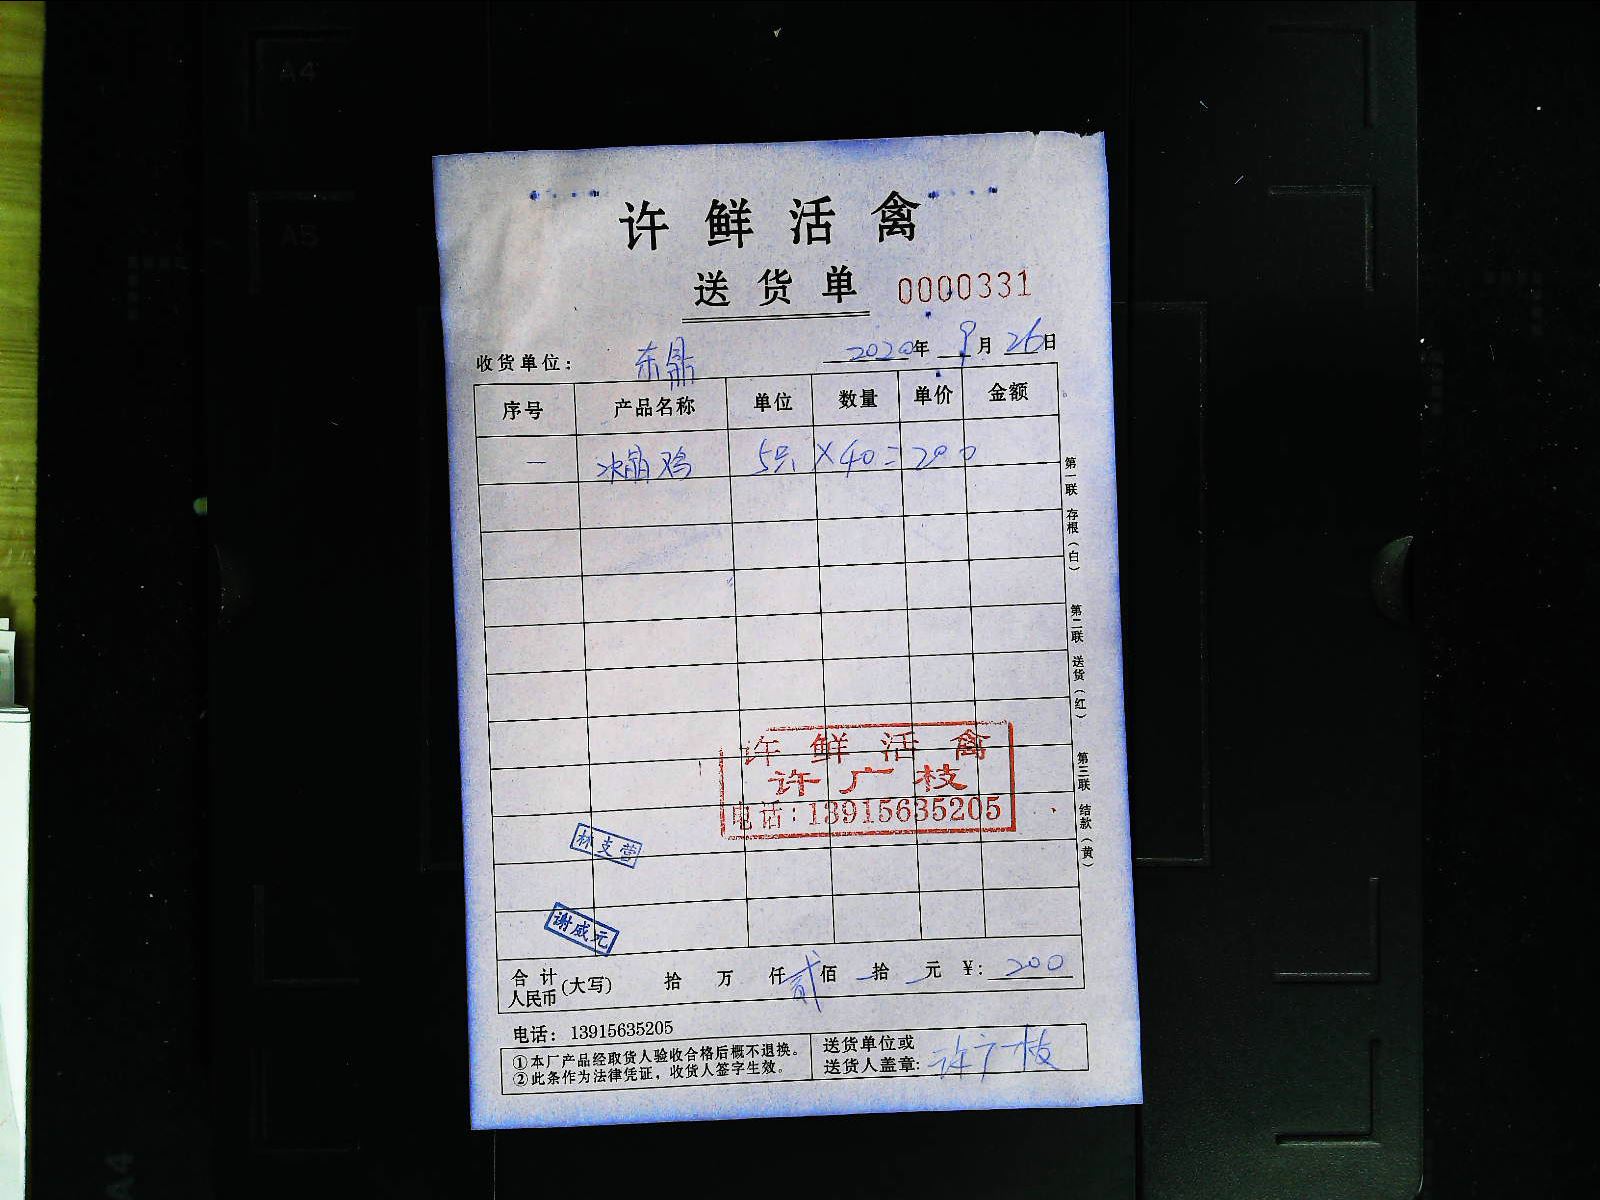 A4
A5
许鲜活禽
送货单 0000331
收货单位: 东鼎 2020年 9月 26日
序号 产品名称 单位 数量 单价 金额
一 冰晶鸡 5只 × 40 = 200
第一联 存根(白)
第二联 送货(红)
第三联 结款(黄)
许鲜活禽
许广枝
电话:13915635205
林支营
谢威元
合计人民币(大写) 拾 万 仟 贰佰 拾 元 ¥: 200
电话: 13915635205
①本厂产品经取货人验收合格后概不退换。
②此条作为法律凭证,收货人签字生效。
送货单位或
送货人盖章: 许广枝
A4